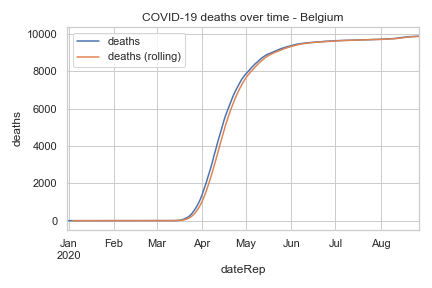 COVID-19 deaths over time - Belgium
deaths
deaths (rolling)
10000
8000
6000
4000
2000
0
deaths
Jan Feb Mar Apr May Jun Jul Aug
2020
dateRep